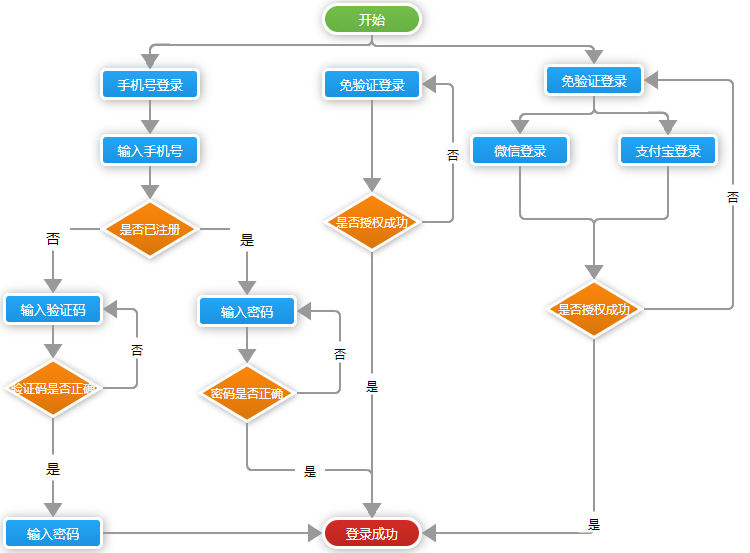 开始
手机号登录
免验证登录
免验证登录
输入手机号
微信登录
支付宝登录
否
否
是否已注册
是否授权成功
否
是
输入验证码
输入密码
是否授权成功
否
否
验证码是否正确
密码是否正确
是
是
是
是
输入密码
登录成功